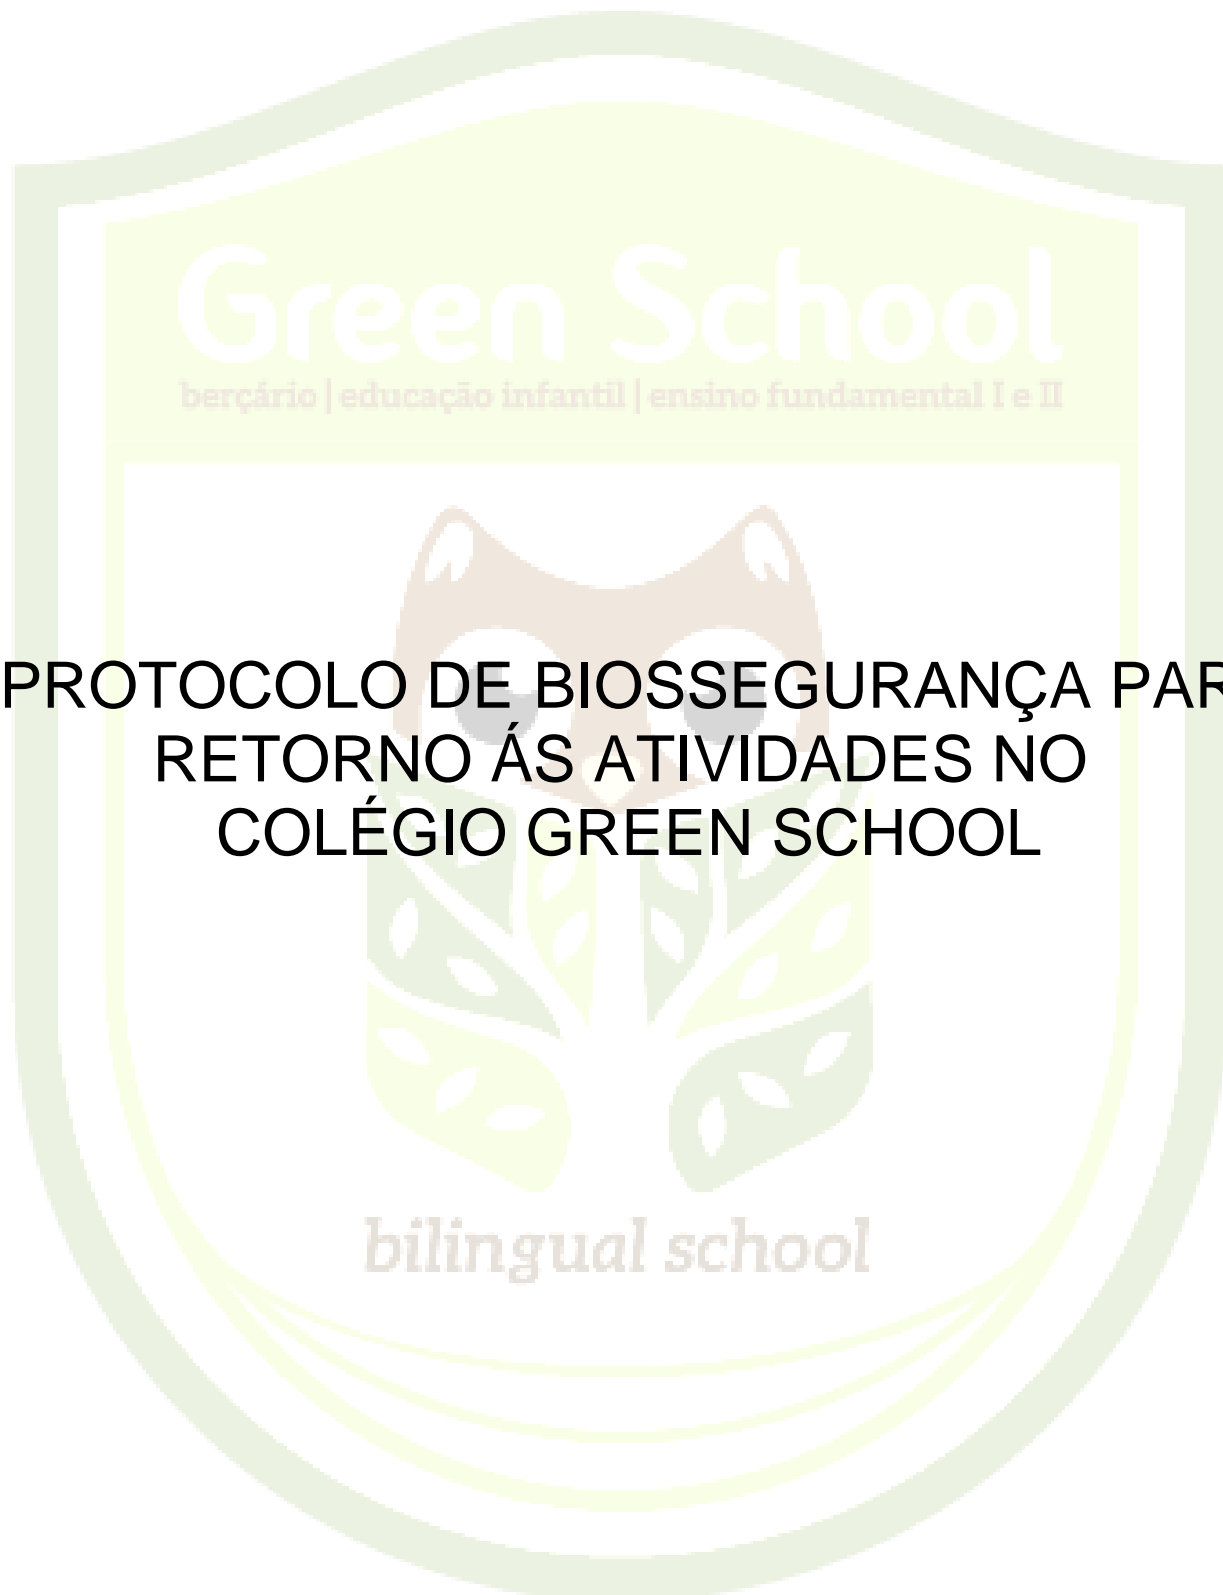 Green School
berçário | educação infantil | ensino fundamental I e II
PROTOCOLO DE BIOSSEGURANÇA PAR
RETORNO ÁS ATIVIDADES NO
COLÉGIO GREEN SCHOOL
bilingual school